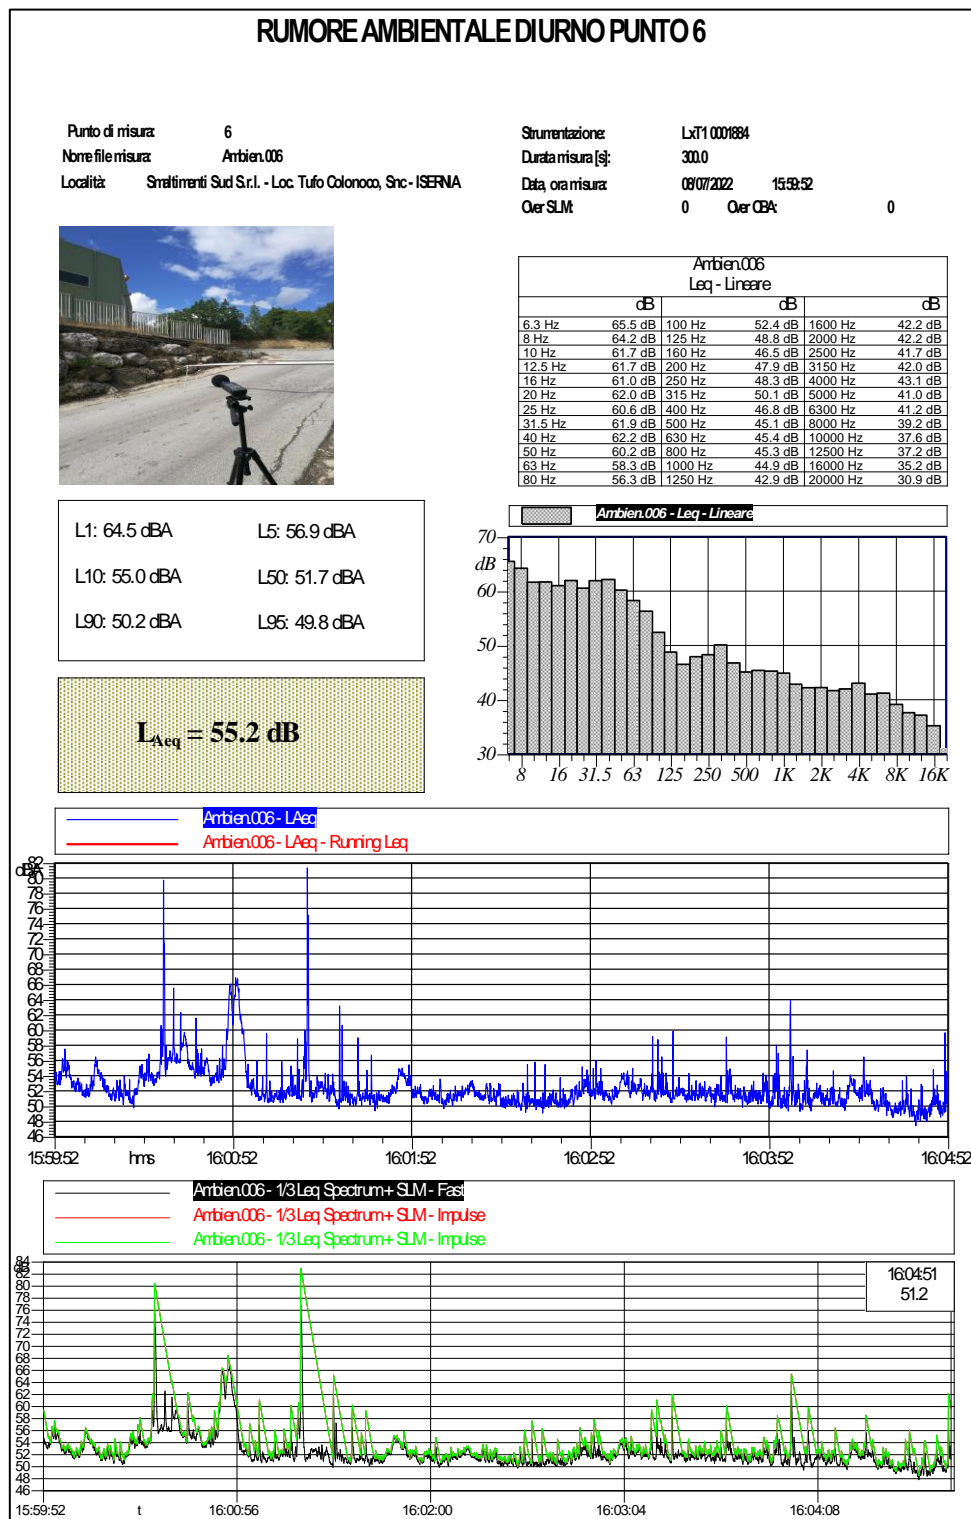 RUMORE AMBIENTALE DIURNO PUNTO 6
Punto di misura: 6
Nome file misura: Ambien.006
Località: Smaltimenti Sud S.r.l. - Loc. Tufo Colonoco, Snc - ISERNIA
Strumentazione: LxT1 0001884
Durata misura [s]: 300.0
Data, ora misura: 08/07/2022 15:59:52
Over SLM: 0 Over OBA: 0
Ambien.006
Leq - Lineare
dB dB dB
6.3 Hz 65.5 dB 100 Hz 52.4 dB 1600 Hz 42.2 dB
8 Hz 64.2 dB 125 Hz 48.8 dB 2000 Hz 42.2 dB
10 Hz 61.7 dB 160 Hz 46.5 dB 2500 Hz 41.7 dB
12.5 Hz 61.7 dB 200 Hz 47.9 dB 3150 Hz 42.0 dB
16 Hz 61.0 dB 250 Hz 48.3 dB 4000 Hz 43.1 dB
20 Hz 62.0 dB 315 Hz 50.1 dB 5000 Hz 41.0 dB
25 Hz 60.6 dB 400 Hz 46.8 dB 6300 Hz 41.2 dB
31.5 Hz 61.9 dB 500 Hz 45.1 dB 8000 Hz 39.2 dB
40 Hz 62.2 dB 630 Hz 45.4 dB 10000 Hz 37.6 dB
50 Hz 60.2 dB 800 Hz 45.3 dB 12500 Hz 37.2 dB
63 Hz 58.3 dB 1000 Hz 44.9 dB 16000 Hz 35.2 dB
80 Hz 56.3 dB 1250 Hz 42.9 dB 20000 Hz 30.9 dB
L1: 64.5 dBA L5: 56.9 dBA
L10: 55.0 dBA L50: 51.7 dBA
L90: 50.2 dBA L95: 49.8 dBA
LAeq = 55.2 dB
Ambien.006 - Leq - Lineare
70
dB
60
50
40
30
8 16 31.5 63 125 250 500 1K 2K 4K 8K 16K
Ambien.006 - LAeq
Ambien.006 - LAeq - Running Leq
dBA
82
80
78
76
74
72
70
68
66
64
62
60
58
56
54
52
50
48
46
15:59:52 hms 16:00:52 16:01:52 16:02:52 16:03:52 16:04:52
Ambien.006 - 1/3 Leq Spectrum + SLM - Fast
Ambien.006 - 1/3 Leq Spectrum + SLM - Impulse
Ambien.006 - 1/3 Leq Spectrum + SLM - Impulse
dB
84
82
80
78
76
74
72
70
68
66
64
62
60
58
56
54
52
50
48
46
16:04:51
51.2
15:59:52 t 16:00:56 16:02:00 16:03:04 16:04:08